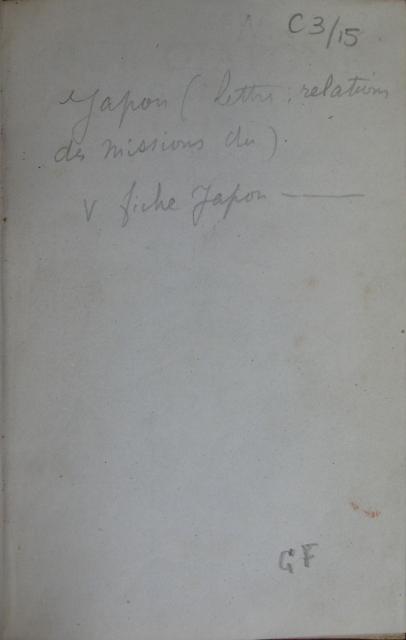 C3/15
Japon (lettres, relations
des missions du)
V fiche Japon —
GF